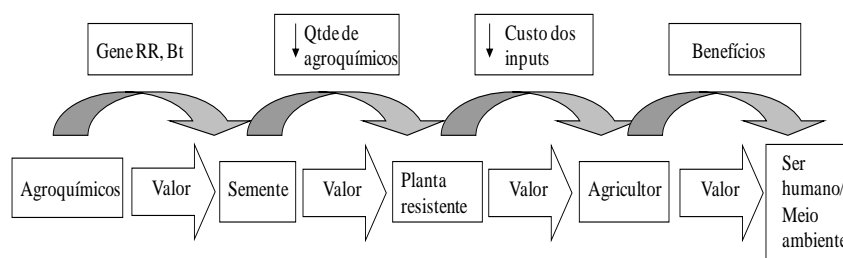 Gene RR, Bt
Qtde de
agroquímicos
Custo dos
inputs
Benefícios
Agroquímicos
Valor
Semente
Valor
Planta
resistente
Valor
Agricultor
Valor
Ser
humano/
Meio
ambiente